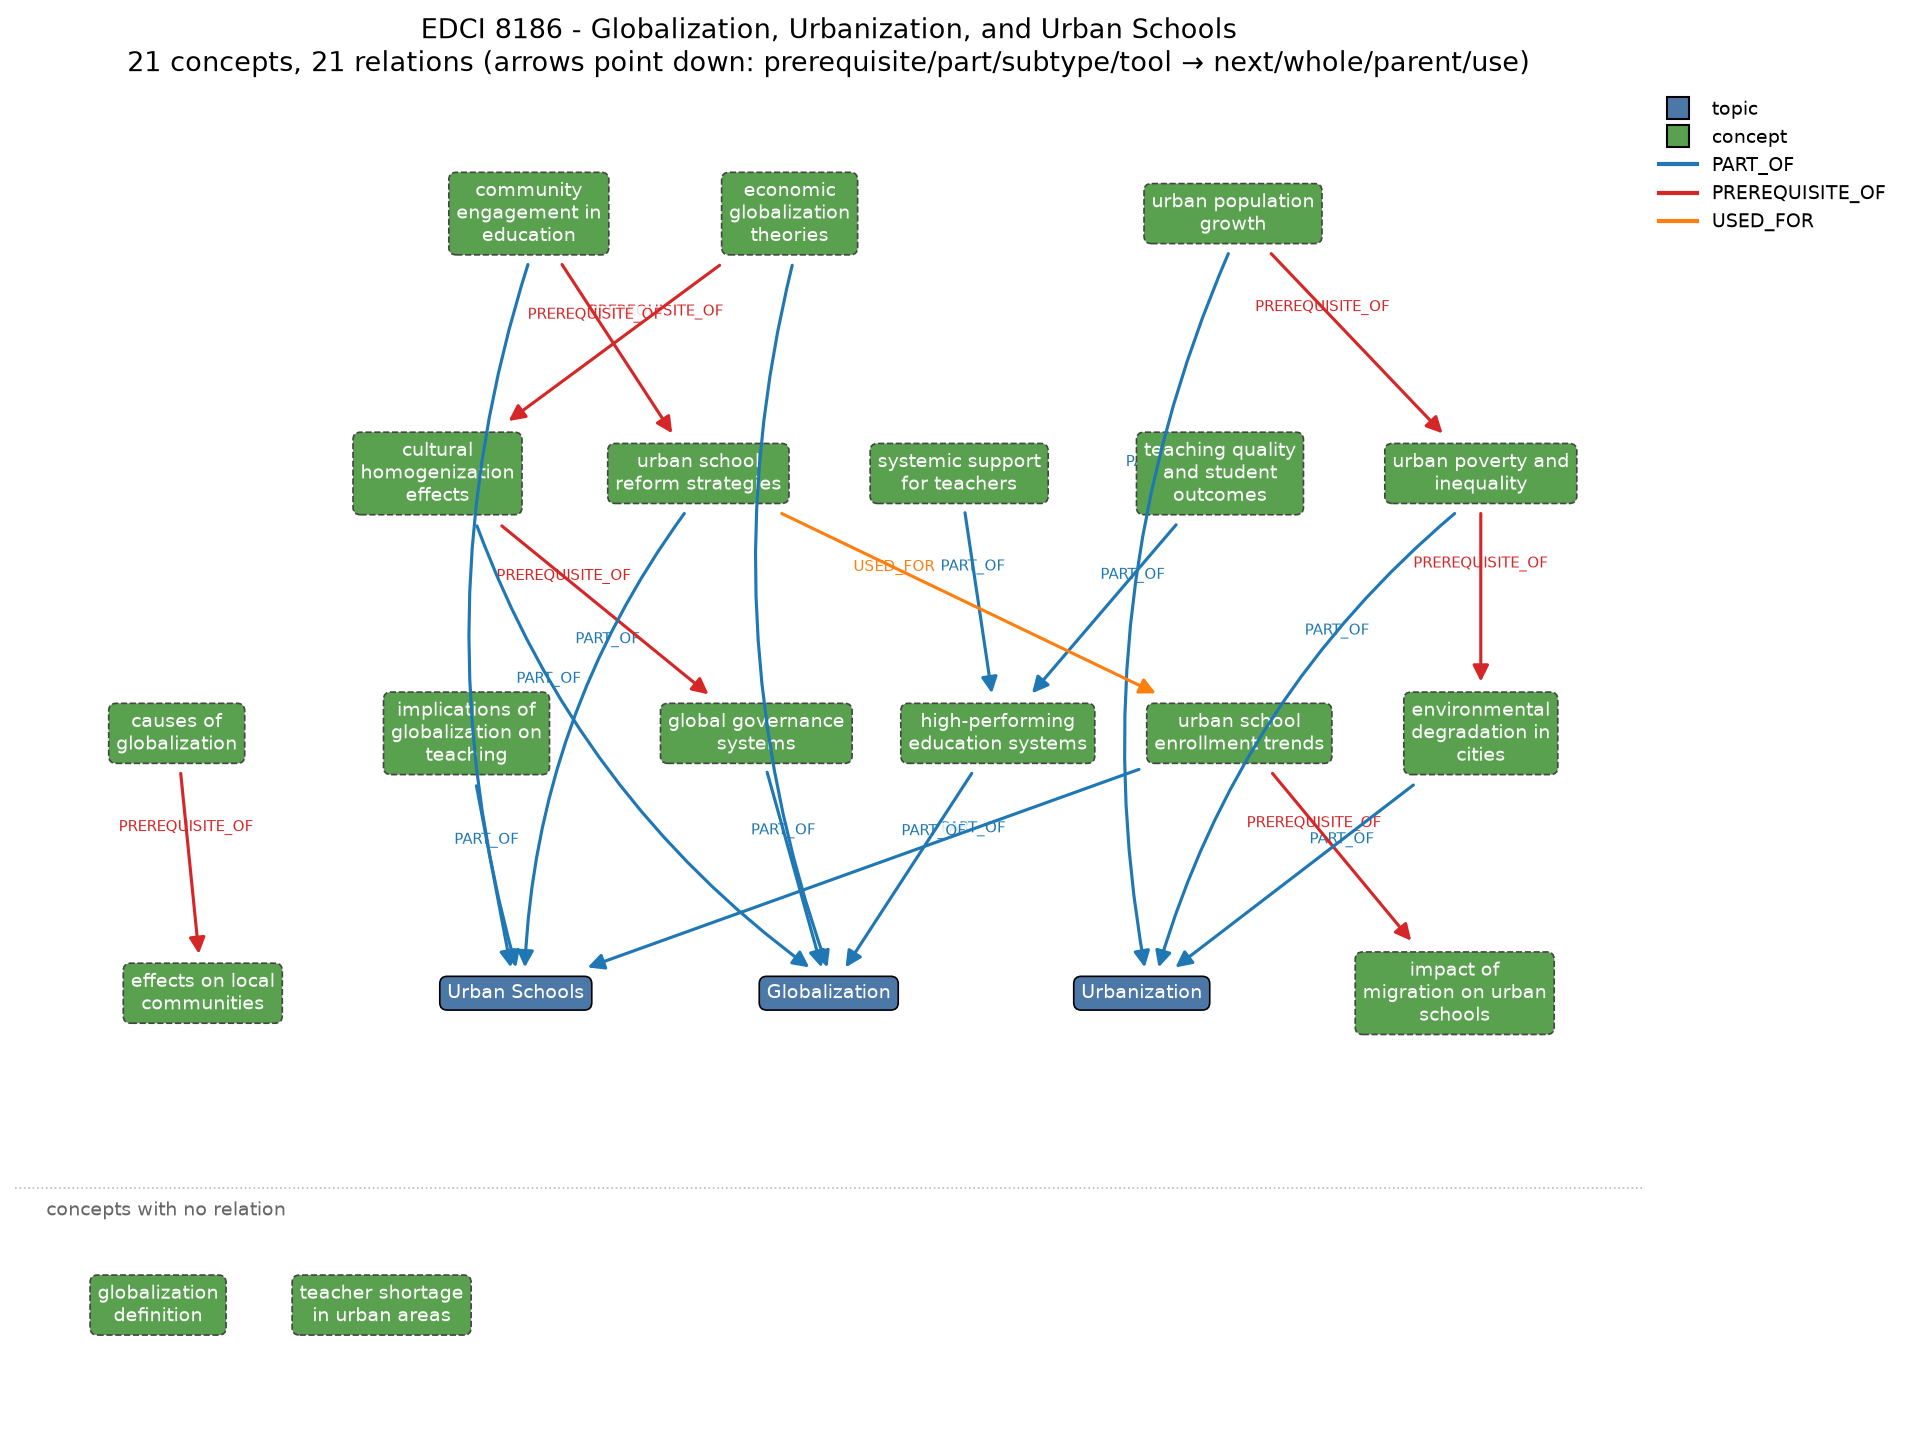 EDCI 8186 - Globalization, Urbanization, and Urban Schools
21 concepts, 21 relations (arrows point down: prerequisite/part/subtype/tool → next/whole/parent/use)
topic
concept
PART_OF
PREREQUISITE_OF
USED_FOR
community
engagement in
education
economic
globalization
theories
urban population
growth
PREREQUISITE_OF
PREREQUISITE_OF
PREREQUISITE_OF
cultural
homogenization
effects
urban school
reform strategies
systemic support
for teachers
teaching quality
and student
outcomes
urban poverty and
inequality
PREREQUISITE_OF
USED_FOR
PART_OF
PART_OF
PREREQUISITE_OF
PART_OF
PART_OF
PART_OF
causes of
globalization
implications of
globalization on
teaching
global governance
systems
high-performing
education systems
urban school
enrollment trends
environmental
degradation in
cities
PREREQUISITE_OF
PART_OF
PART_OF
PART_OF
PART_OF
PREREQUISITE_OF
PART_OF
effects on local
communities
Urban Schools
Globalization
Urbanization
impact of
migration on urban
schools
concepts with no relation
globalization
definition
teacher shortage
in urban areas